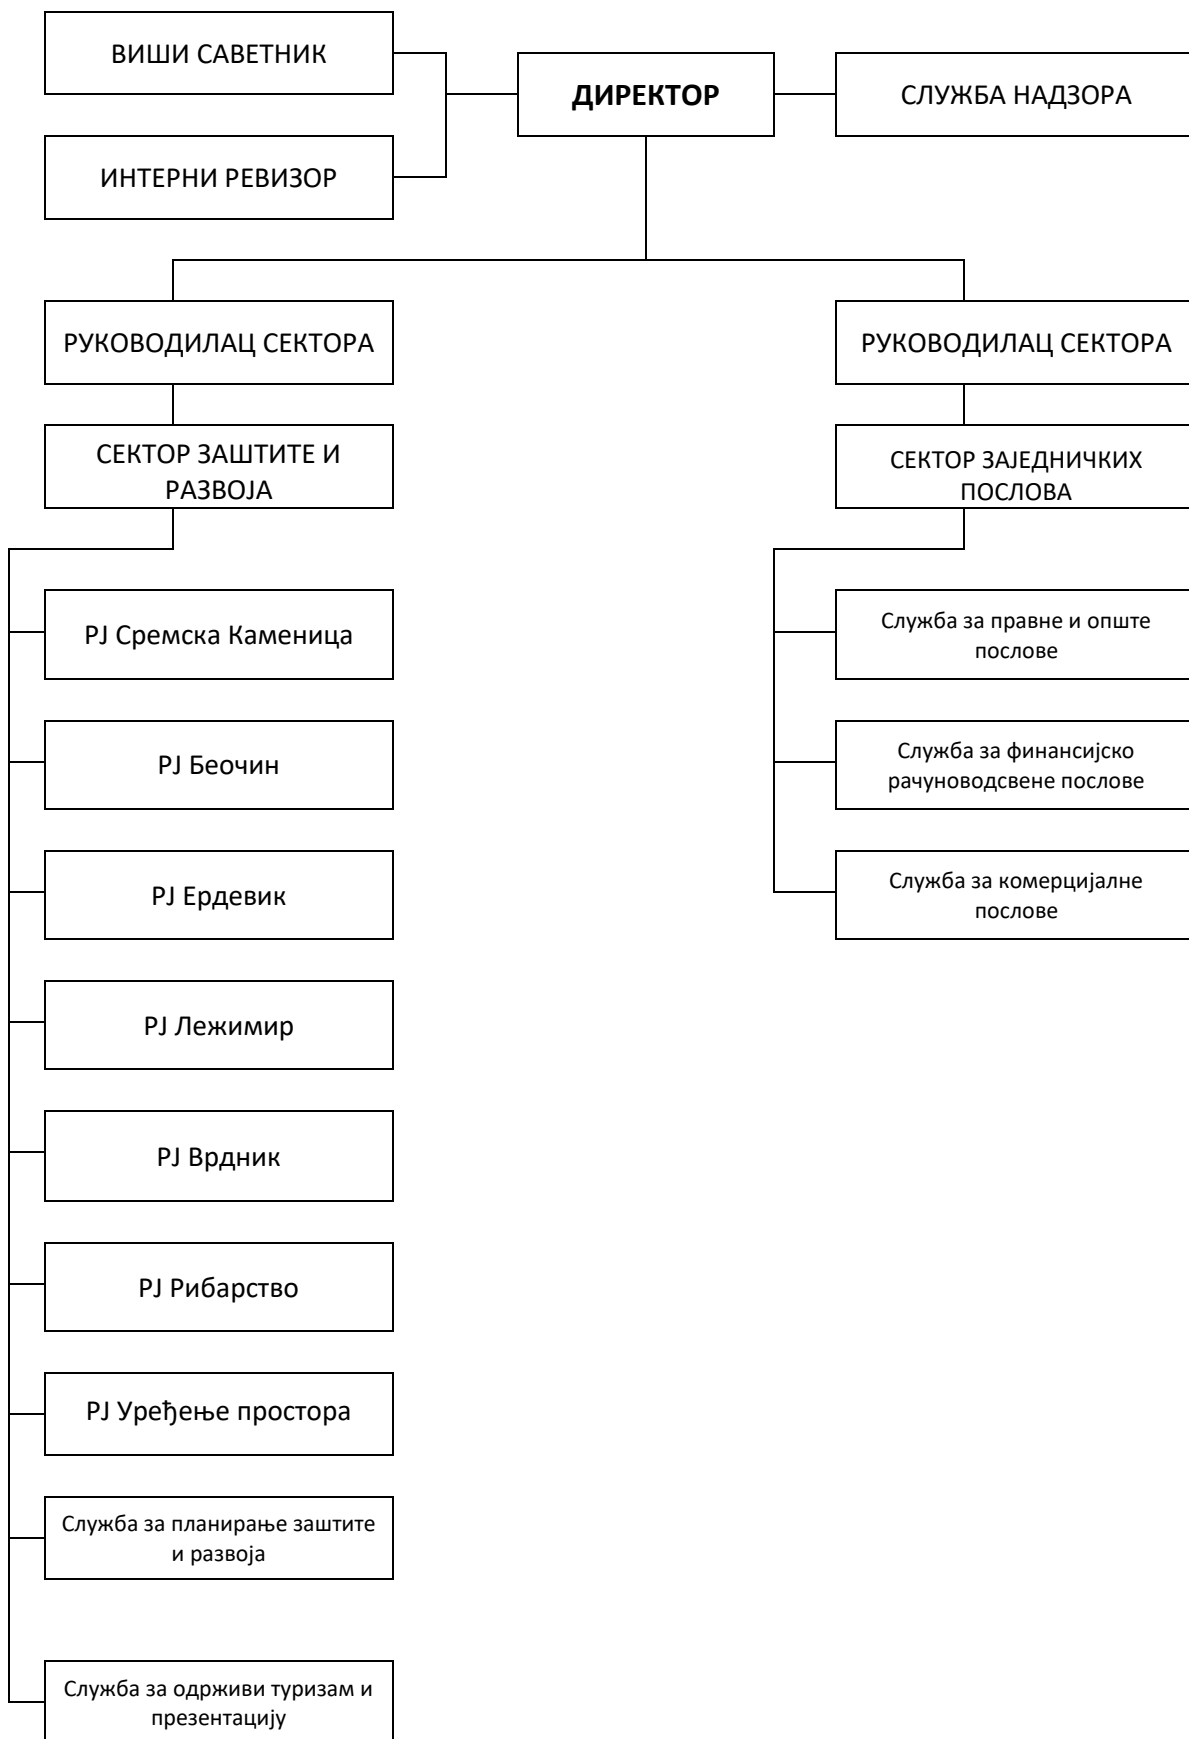 ВИШИ САВЕТНИК
ДИРЕКТОР
СЛУЖБА НАДЗОРА
ИНТЕРНИ РЕВИЗОР
РУКОВОДИЛАЦ СЕКТОРА
РУКОВОДИЛАЦ СЕКТОРА
СЕКТОР ЗАШТИТЕ И
РАЗВОЈА
СЕКТОР ЗАЈЕДНИЧКИХ
ПОСЛОВА
РЈ Сремска Каменица
РЈ Беочин
РЈ Ердевик
РЈ Лежимир
РЈ Врдник
РЈ Рибарство
РЈ Уређење простора
Служба за планирање заштите
и развоја
Служба за одрживи туризам и
презентацију
Служба за правне и опште
послове
Служба за финансијско
рачуноводсвене послове
Служба за комерцијалне
послове